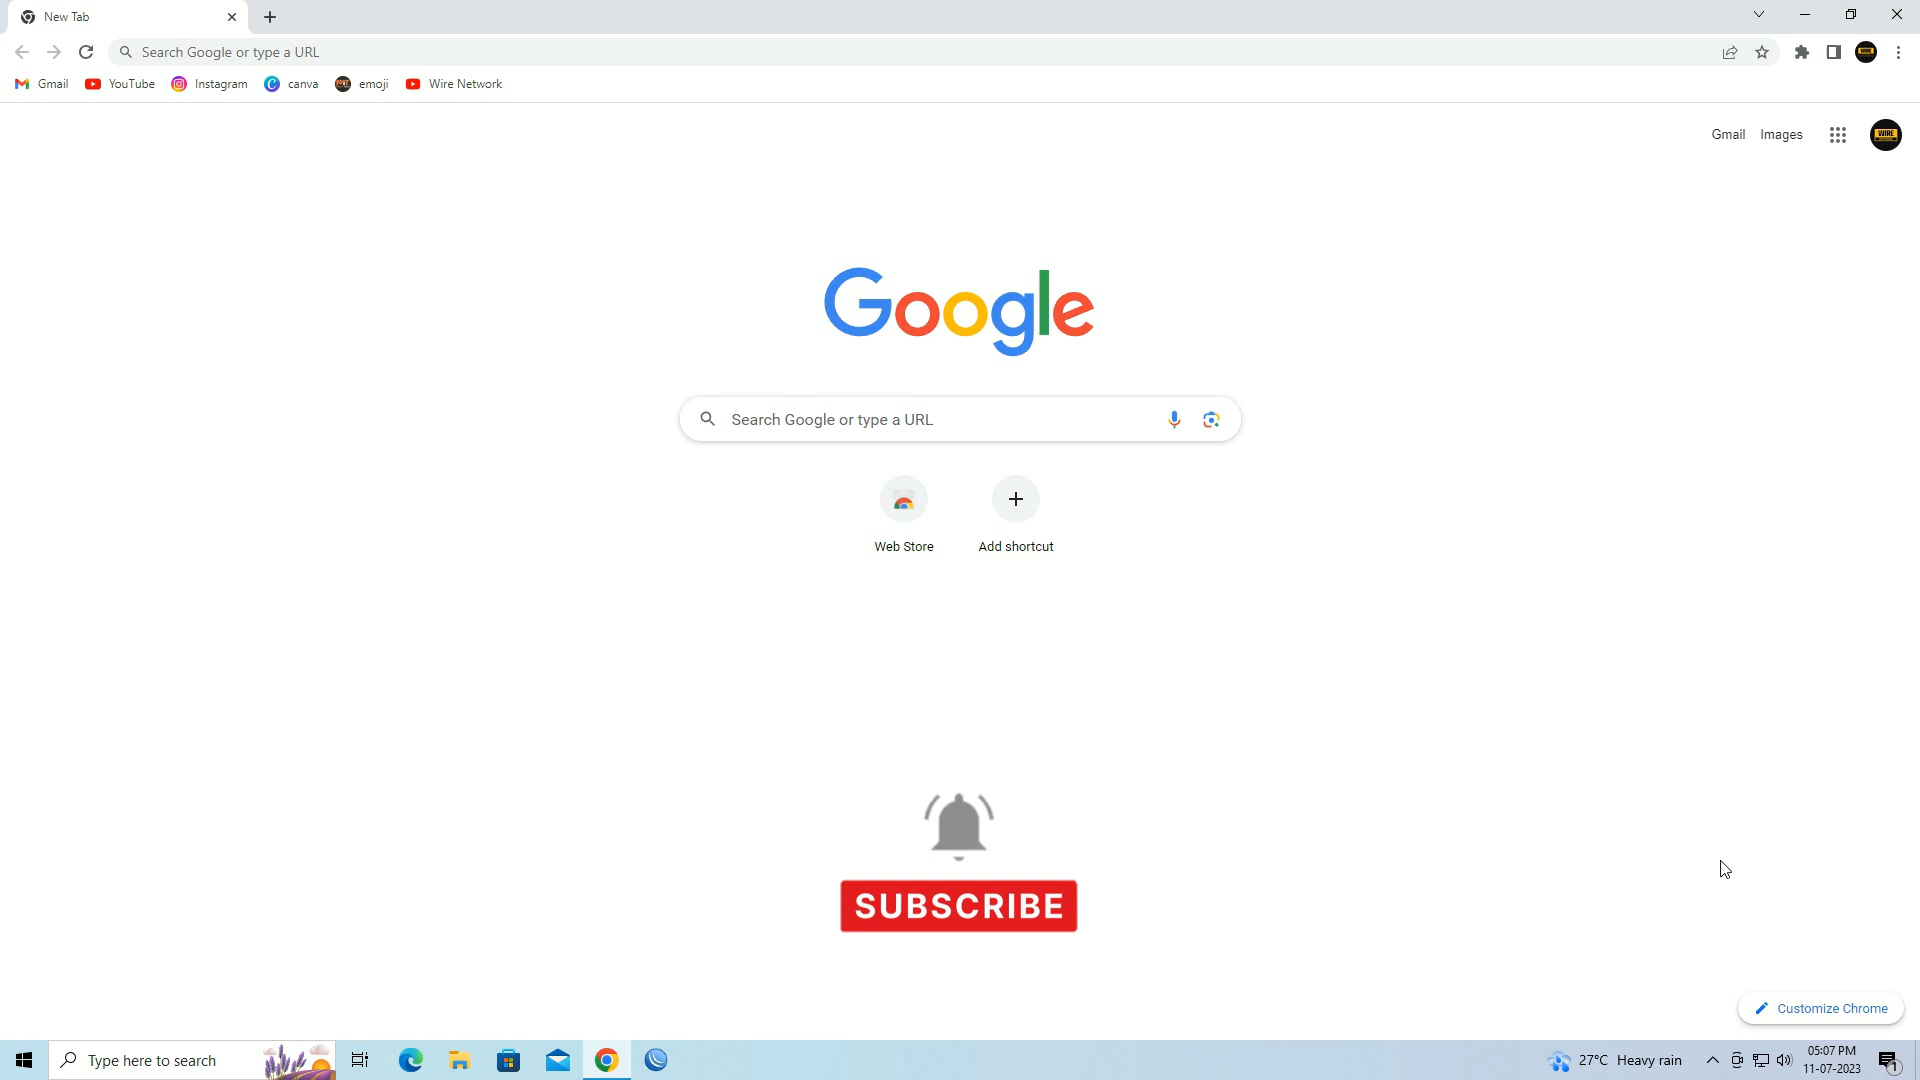 New Tab
Search Google or type a URL
Gmail YouTube Instagram canva emoji Wire Network
Gmail Images WIRE
Google
Search Google or type a URL
Web Store Add shortcut
SUBSCRIBE
Customize Chrome
Type here to search 27°C Heavy rain 05:07 PM
11-07-2023 1